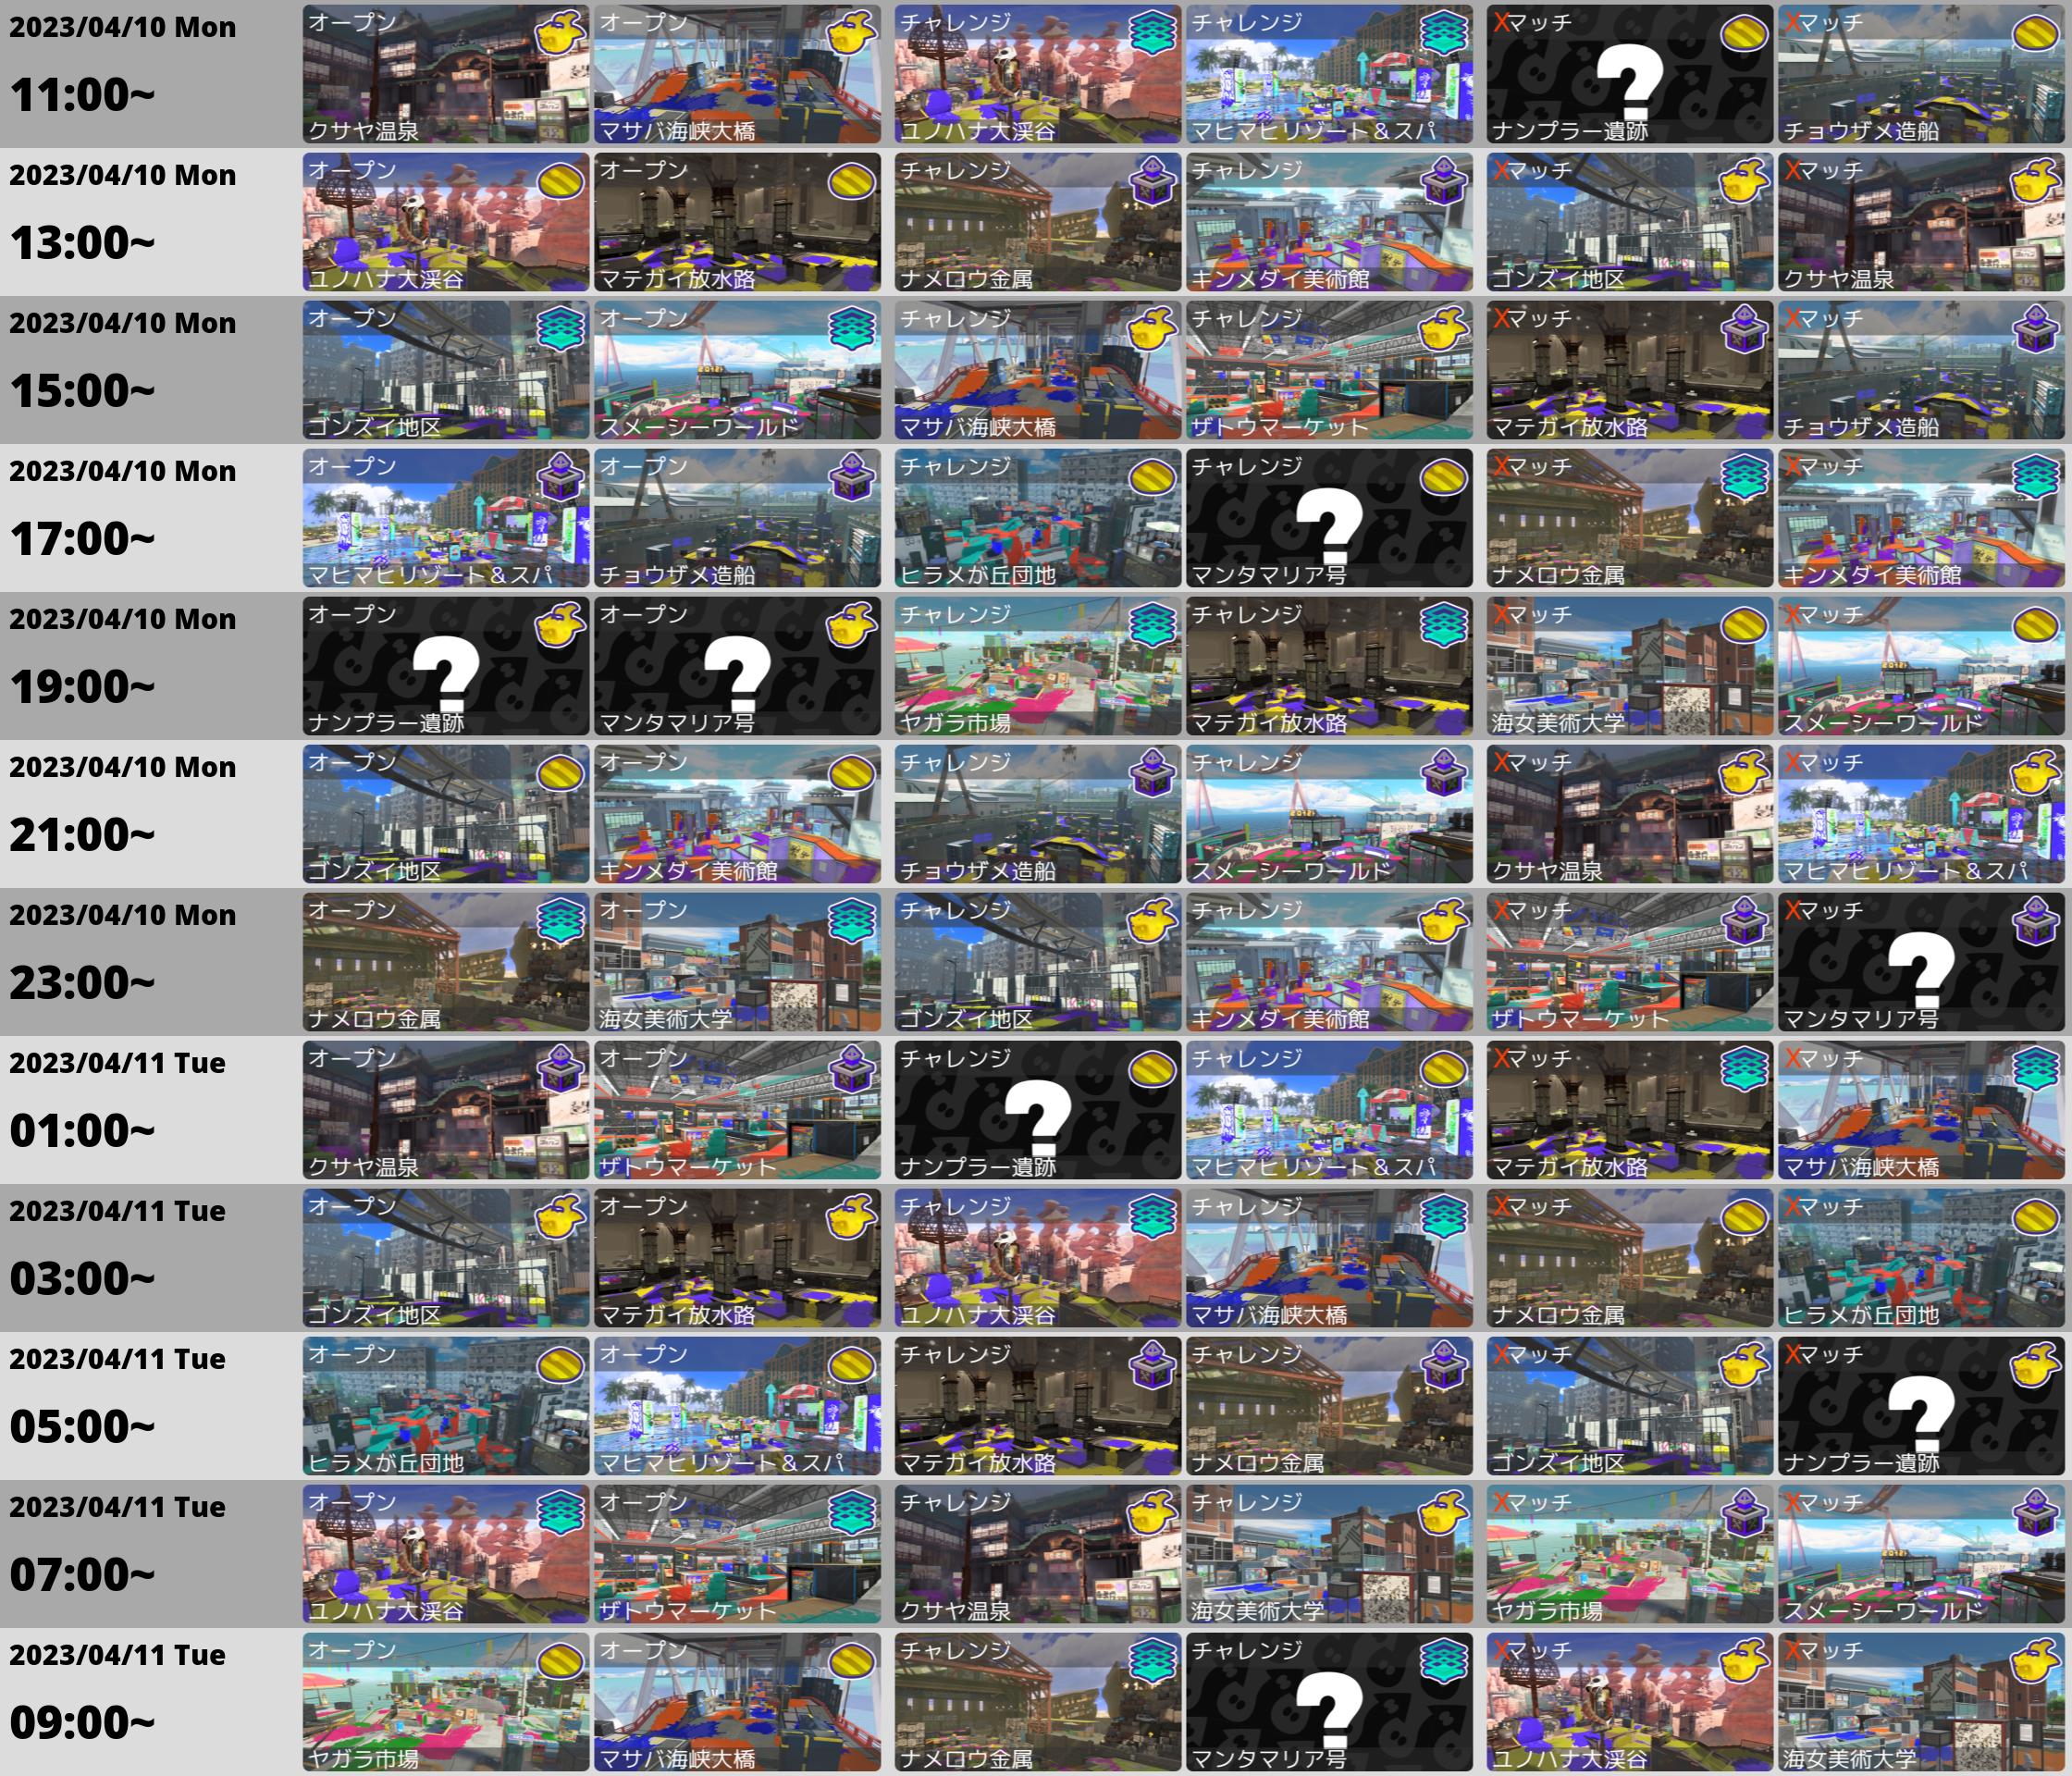 2023/04/10 Mon
11:00~
オープン オープン チャレンジ チャレンジ Xマッチ Xマッチ
クサヤ温泉 マサバ海峡大橋 ユノハナ大渓谷 マヒマヒリゾート＆スパ ナンプラー遺跡 チョウザメ造船
2023/04/10 Mon
13:00~
オープン オープン チャレンジ チャレンジ Xマッチ Xマッチ
ユノハナ大渓谷 マテガイ放水路 ナメロウ金属 キンメダイ美術館 ゴンズイ地区 クサヤ温泉
2023/04/10 Mon
15:00~
オープン オープン チャレンジ チャレンジ Xマッチ Xマッチ
ゴンズイ地区 スメーシーワールド マサバ海峡大橋 ザトウマーケット マテガイ放水路 チョウザメ造船
2023/04/10 Mon
17:00~
オープン オープン チャレンジ チャレンジ Xマッチ Xマッチ
マヒマヒリゾート＆スパ チョウザメ造船 ヒラメが丘団地 マンタマリア号 ナメロウ金属 キンメダイ美術館
2023/04/10 Mon
19:00~
オープン オープン チャレンジ チャレンジ Xマッチ Xマッチ
ナンプラー遺跡 マンタマリア号 ヤガラ市場 マテガイ放水路 海女美術大学 スメーシーワールド
2023/04/10 Mon
21:00~
オープン オープン チャレンジ チャレンジ Xマッチ Xマッチ
ゴンズイ地区 キンメダイ美術館 チョウザメ造船 スメーシーワールド クサヤ温泉 マヒマヒリゾート＆スパ
2023/04/10 Mon
23:00~
オープン オープン チャレンジ チャレンジ Xマッチ Xマッチ
ナメロウ金属 海女美術大学 ゴンズイ地区 キンメダイ美術館 ザトウマーケット マンタマリア号
2023/04/11 Tue
01:00~
オープン オープン チャレンジ チャレンジ Xマッチ Xマッチ
クサヤ温泉 ザトウマーケット ナンプラー遺跡 マヒマヒリゾート＆スパ マテガイ放水路 マサバ海峡大橋
2023/04/11 Tue
03:00~
オープン オープン チャレンジ チャレンジ Xマッチ Xマッチ
ゴンズイ地区 マテガイ放水路 ユノハナ大渓谷 マサバ海峡大橋 ナメロウ金属 ヒラメが丘団地
2023/04/11 Tue
05:00~
オープン オープン チャレンジ チャレンジ Xマッチ Xマッチ
ヒラメが丘団地 マヒマヒリゾート＆スパ マテガイ放水路 ナメロウ金属 ゴンズイ地区 ナンプラー遺跡
2023/04/11 Tue
07:00~
オープン オープン チャレンジ チャレンジ Xマッチ Xマッチ
ユノハナ大渓谷 ザトウマーケット クサヤ温泉 海女美術大学 ヤガラ市場 スメーシーワールド
2023/04/11 Tue
09:00~
オープン オープン チャレンジ チャレンジ Xマッチ Xマッチ
ヤガラ市場 マサバ海峡大橋 ナメロウ金属 マンタマリア号 ユノハナ大渓谷 海女美術大学